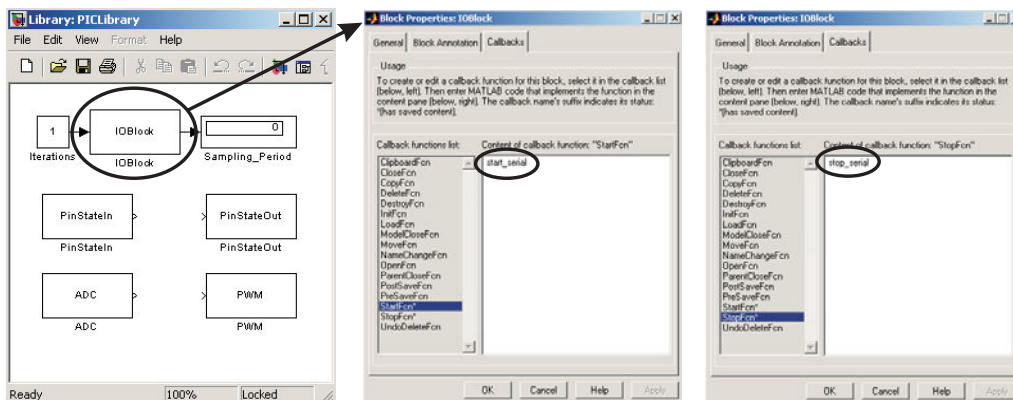 Library: PICLibrary
File Edit View Format Help
1
IOBlock
0
Iterations
IOBlock
Sampling_Period
PinStateIn
PinStateOut
PinStateIn
PinStateOut
ADC
PWM
ADC
PWM
Ready 100% Locked
Block Properties: IOBlock
General Block Annotation Callbacks
Usage
To create or edit a callback function for this block, select it in the callback list
(below, left). Then enter MATLAB code that implements the function in the
content pane (below, right). The callback name's suffix indicates its status:
*(has saved content).
Callback functions list: Content of callback function: "StartFcn"
ClipboardFcn
CloseFcn
CopyFcn
DeleteFcn
DestroyFcn
InitFcn
LoadFcn
ModelCloseFcn
MoveFcn
NameChangeFcn
OpenFcn
ParentCloseFcn
PostSaveFcn
PreSaveFcn
StartFcn*
StopFcn*
UndoDeleteFcn
start_serial
OK Cancel Help Apply
Block Properties: IOBlock
General Block Annotation Callbacks
Usage
To create or edit a callback function for this block, select it in the callback list
(below, left). Then enter MATLAB code that implements the function in the
content pane (below, right). The callback name's suffix indicates its status:
*(has saved content).
Callback functions list: Content of callback function: "StopFcn"
ClipboardFcn
CloseFcn
CopyFcn
DeleteFcn
DestroyFcn
InitFcn
LoadFcn
ModelCloseFcn
MoveFcn
NameChangeFcn
OpenFcn
ParentCloseFcn
PostSaveFcn
PreSaveFcn
StartFcn*
StopFcn*
UndoDeleteFcn
stop_serial
OK Cancel Help Apply